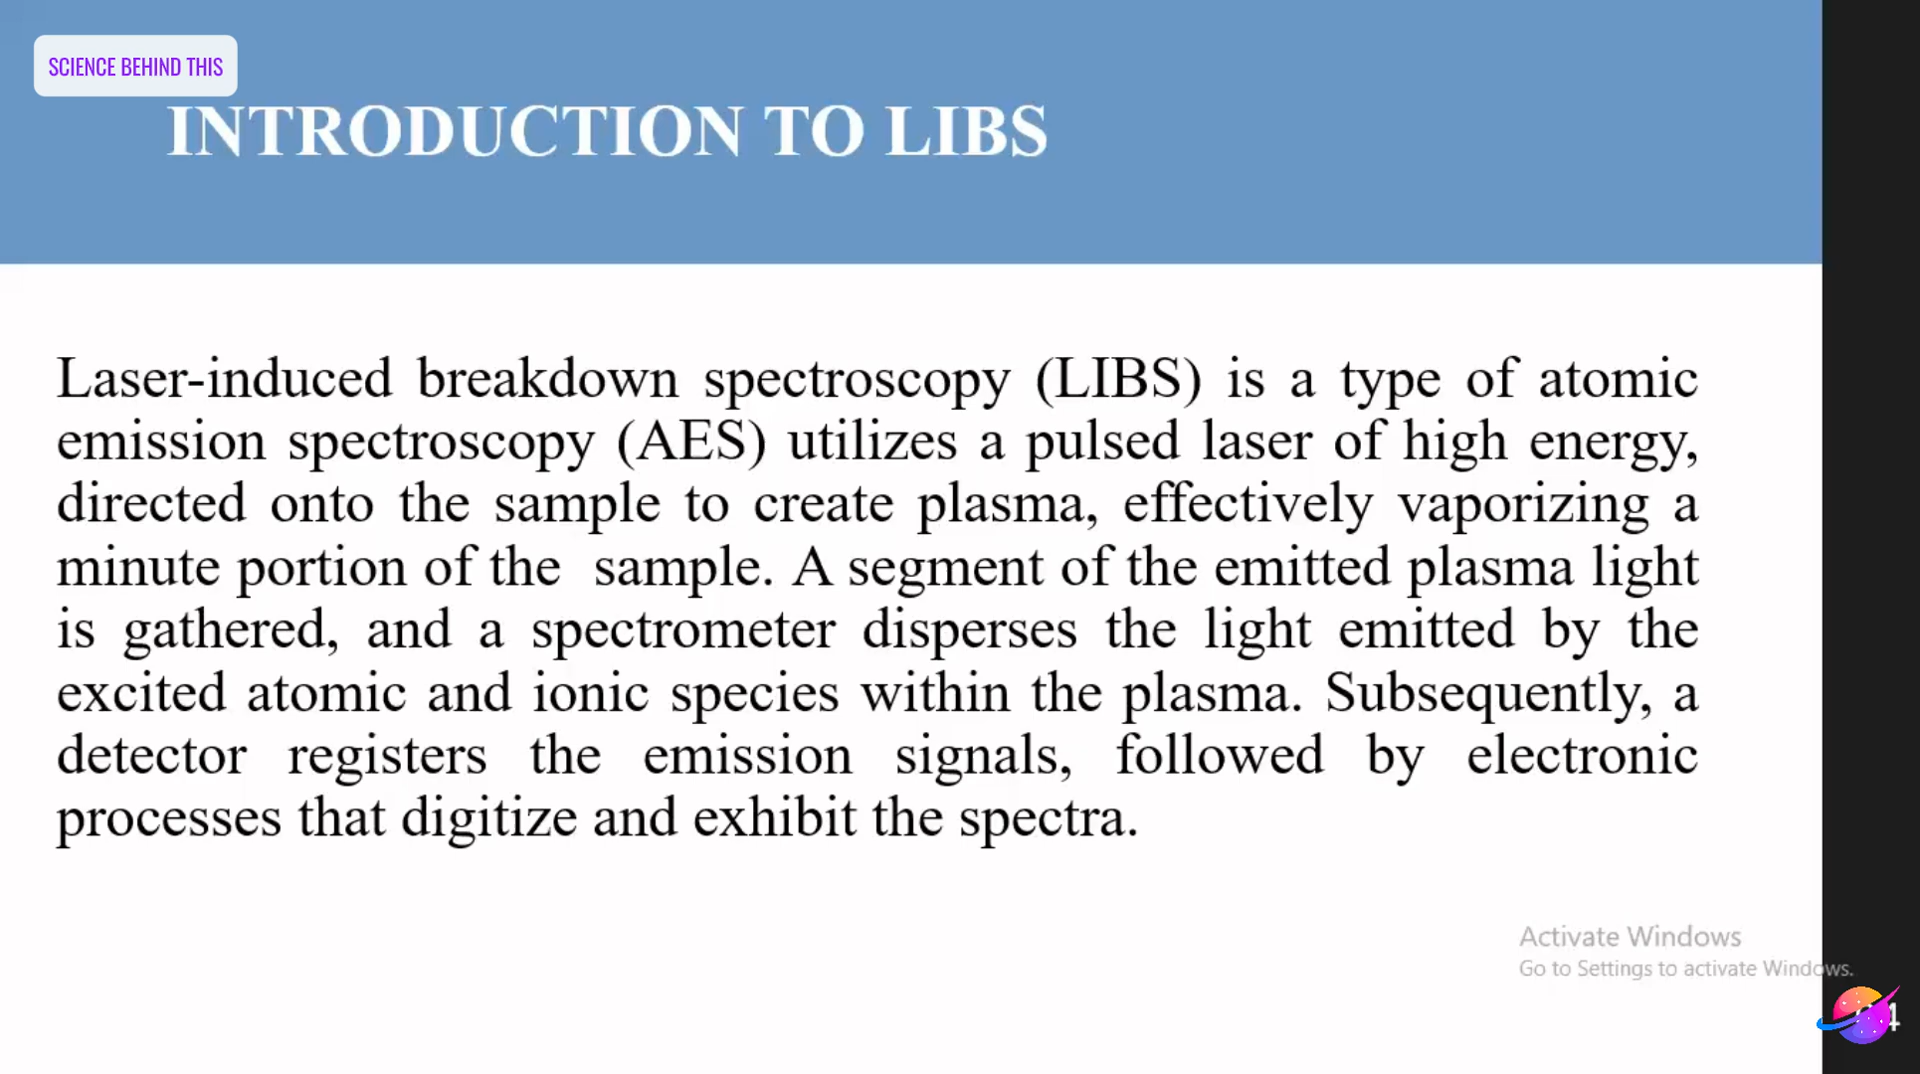 SCIENCE BEHIND THIS
INTRODUCTION TO LIBS
Laser-induced breakdown spectroscopy (LIBS) is a type of atomic
emission spectroscopy (AES) utilizes a pulsed laser of high energy,
directed onto the sample to create plasma, effectively vaporizing a
minute portion of the sample. A segment of the emitted plasma light
is gathered, and a spectrometer disperses the light emitted by the
excited atomic and ionic species within the plasma. Subsequently, a
detector registers the emission signals, followed by electronic
processes that digitize and exhibit the spectra.
Activate Windows
Go to Settings to activate Windows.